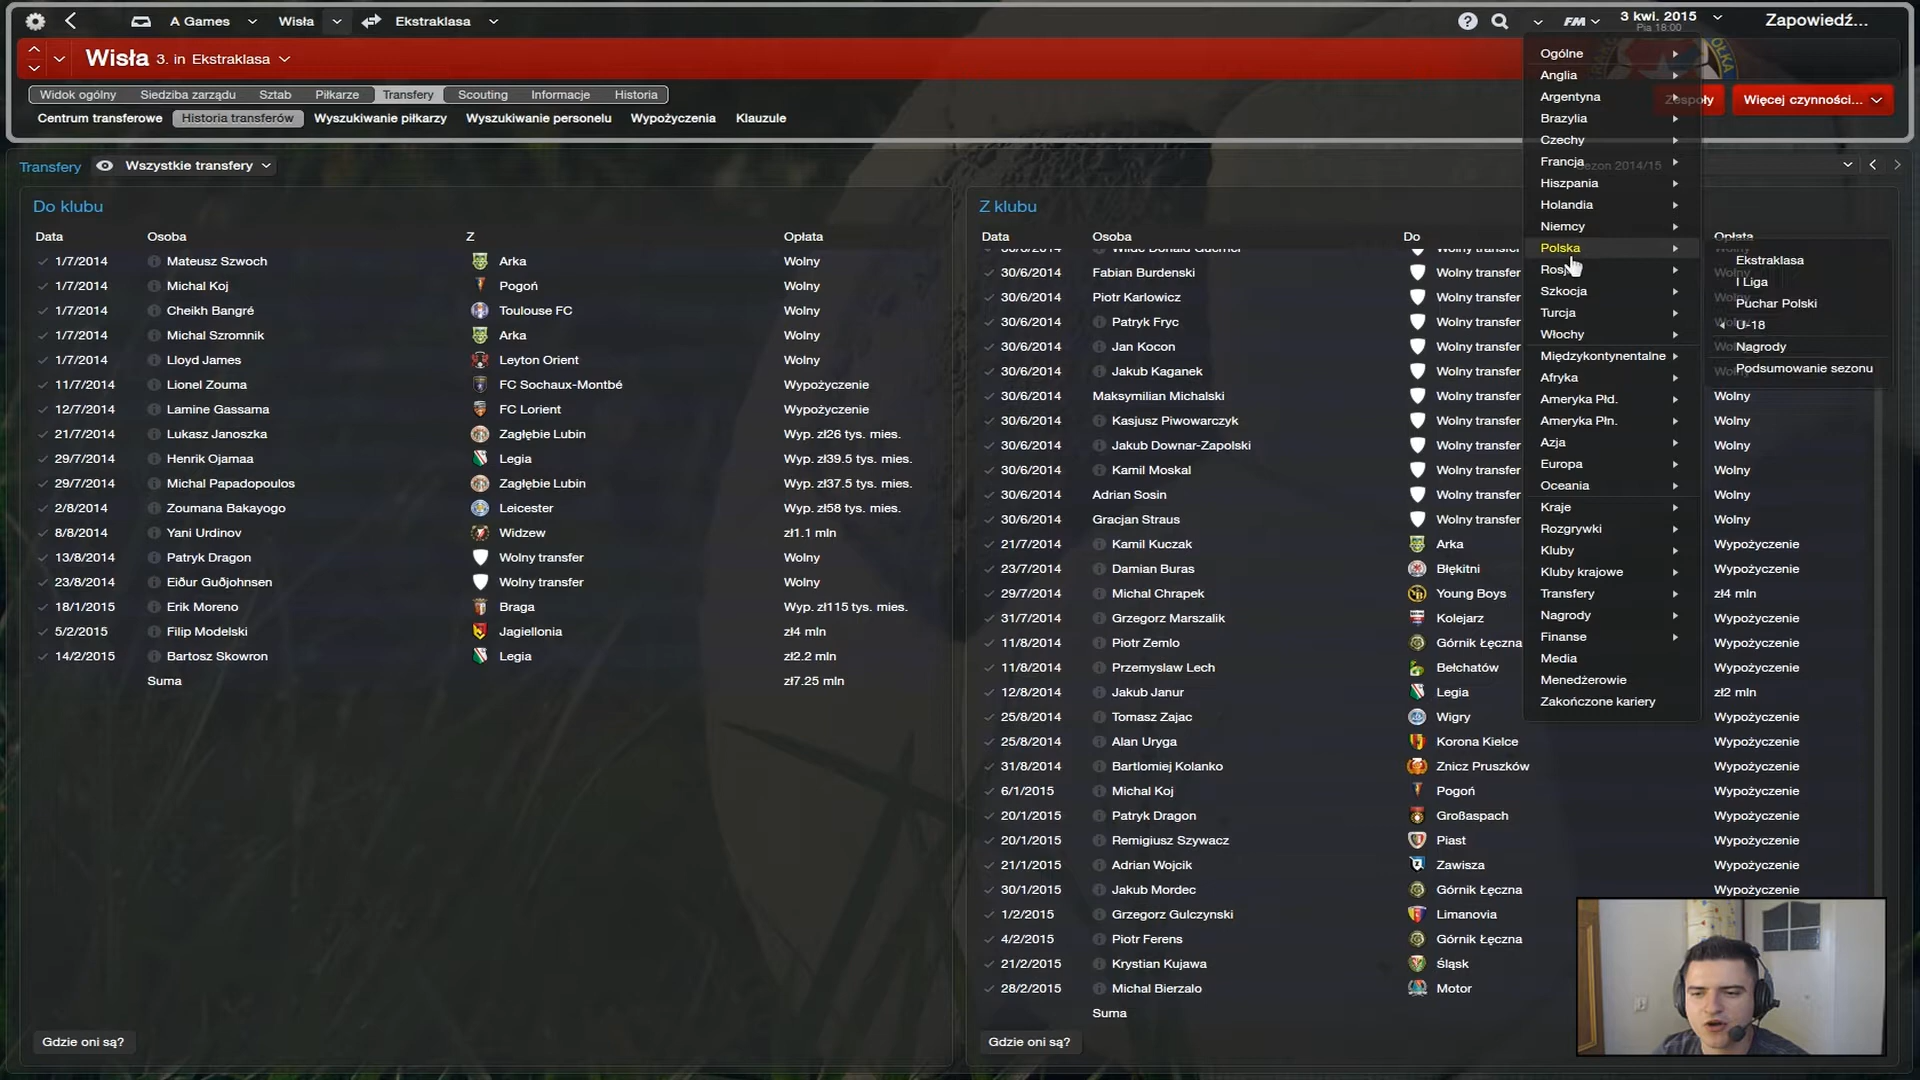 A Games Wisła Ekstraklasa FM 3 kwi. 2015 Zapowiedź...
Pia 18:00
Wisła 3. in Ekstraklasa
Zespoły Więcej czynności...
Widok ogólny Siedziba zarządu Sztab Piłkarze Transfery Scouting Informacje Historia
Centrum transferowe Historia transferów Wyszukiwanie piłkarzy Wyszukiwanie personelu Wypożyczenia Klauzule
Transfery Wszystkie transfery
Do klubu
Data Osoba Z Opłata
1/7/2014 Mateusz Szwoch Arka Wolny
1/7/2014 Michal Koj Pogoń Wolny
1/7/2014 Cheikh Bangré Toulouse FC Wolny
1/7/2014 Michal Szromnik Arka Wolny
1/7/2014 Lloyd James Leyton Orient Wolny
11/7/2014 Lionel Zouma FC Sochaux-Montbé Wypożyczenie
12/7/2014 Lamine Gassama FC Lorient Wypożyczenie
21/7/2014 Lukasz Janoszka Zagłębie Lubin Wyp. zł26 tys. mies.
29/7/2014 Henrik Ojamaa Legia Wyp. zł39.5 tys. mies.
29/7/2014 Michal Papadopoulos Zagłębie Lubin Wyp. zł37.5 tys. mies.
2/8/2014 Zoumana Bakayogo Leicester Wyp. zł58 tys. mies.
8/8/2014 Yani Urdinov Widzew zł1.1 mln
13/8/2014 Patryk Dragon Wolny transfer Wolny
23/8/2014 Eiður Guðjohnsen Wolny transfer Wolny
18/1/2015 Erik Moreno Braga Wyp. zł115 tys. mies.
5/2/2015 Filip Modelski Jagiellonia zł4 mln
14/2/2015 Bartosz Skowron Legia zł2.2 mln
Suma zł7.25 mln
Gdzie oni są?
Z klubu
Data Osoba Do Opłata
30/6/2014 Wilde Donald Guerrier Wolny transfer
30/6/2014 Fabian Burdenski Wolny transfer
30/6/2014 Piotr Karlowicz Wolny transfer
30/6/2014 Patryk Fryc Wolny transfer
30/6/2014 Jan Kocon Wolny transfer
30/6/2014 Jakub Kaganek Wolny transfer
30/6/2014 Maksymilian Michalski Wolny transfer Wolny
30/6/2014 Kasjusz Piwowarczyk Wolny transfer Wolny
30/6/2014 Jakub Downar-Zapolski Wolny transfer Wolny
30/6/2014 Kamil Moskal Wolny transfer Wolny
30/6/2014 Adrian Sosin Wolny transfer Wolny
30/6/2014 Gracjan Straus Wolny transfer Wolny
21/7/2014 Kamil Kuczak Arka Wypożyczenie
23/7/2014 Damian Buras Błękitni Wypożyczenie
29/7/2014 Michal Chrapek Young Boys zł4 mln
31/7/2014 Grzegorz Marszalik Kolejarz Wypożyczenie
11/8/2014 Piotr Zemlo Górnik Łęczna Wypożyczenie
11/8/2014 Przemyslaw Lech Bełchatów Wypożyczenie
12/8/2014 Jakub Janur Legia zł2 mln
25/8/2014 Tomasz Zajac Wigry Wypożyczenie
25/8/2014 Alan Uryga Korona Kielce Wypożyczenie
31/8/2014 Bartlomiej Kolanko Znicz Pruszków Wypożyczenie
6/1/2015 Michal Koj Pogoń Wypożyczenie
20/1/2015 Patryk Dragon Großaspach Wypożyczenie
20/1/2015 Remigiusz Szywacz Piast Wypożyczenie
21/1/2015 Adrian Wojcik Zawisza Wypożyczenie
30/1/2015 Jakub Mordec Górnik Łęczna Wypożyczenie
1/2/2015 Grzegorz Gulczynski Limanovia
4/2/2015 Piotr Ferens Górnik Łęczna
21/2/2015 Krystian Kujawa Śląsk
28/2/2015 Michal Bierzalo Motor
Suma
Gdzie oni są?
Ogólne
Anglia
Argentyna
Brazylia
Czechy
Francja
Sezon 2014/15
Hiszpania
Holandia
Niemcy
Polska
Szkocja
Turcja
Włochy
Międzykontynentalne
Afryka
Ameryka Płd.
Ameryka Płn.
Azja
Europa
Oceania
Kraje
Rozgrywki
Kluby
Kluby krajowe
Transfery
Nagrody
Finanse
Media
Menedżerowie
Zakończone kariery
Ekstraklasa
I Liga
Puchar Polski
U-18
Nagrody
Podsumowanie sezonu